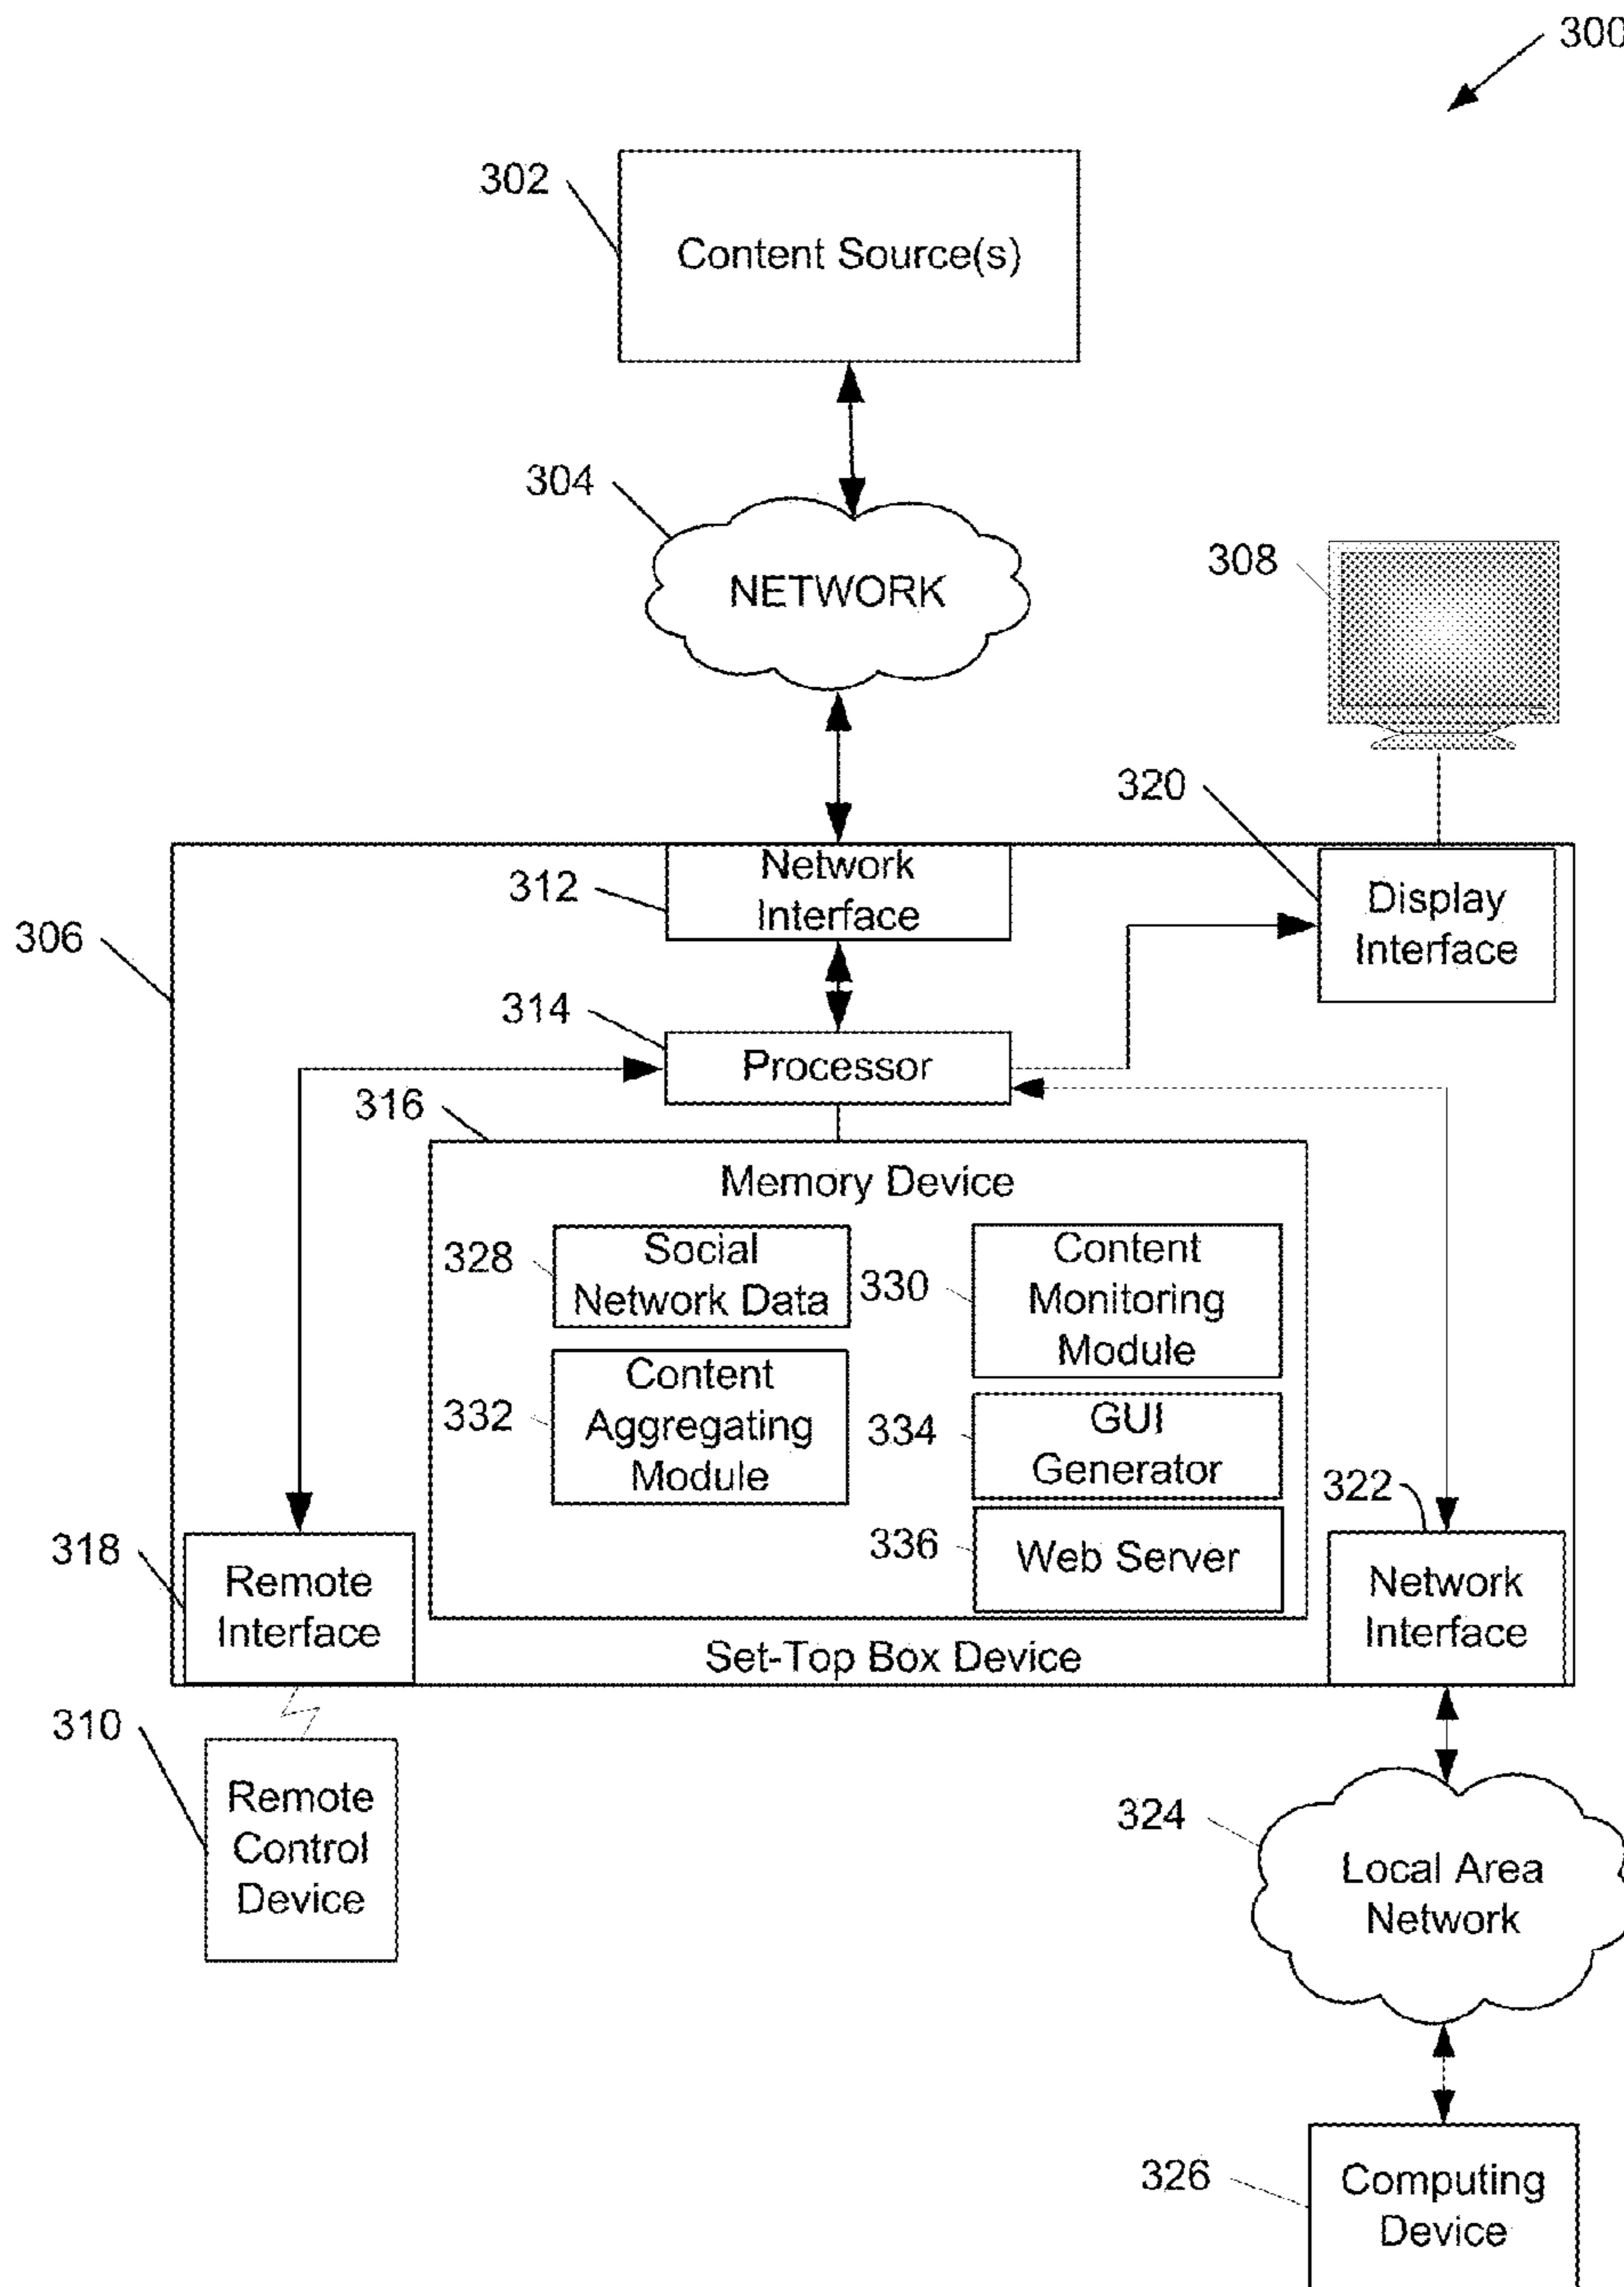 300
302
Content Source(s)
304
NETWORK
308
320
312
Network
Interface
Display
Interface
306
314
Processor
316
Memory Device
328
Social
Network Data
330
Content
Monitoring
Module
332
Content
Aggregating
Module
334
GUI
Generator
322
336
Web Server
318
Remote
Interface
Network
Interface
Set-Top Box Device
310
Remote
Control
Device
324
Local Area
Network
326
Computing
Device